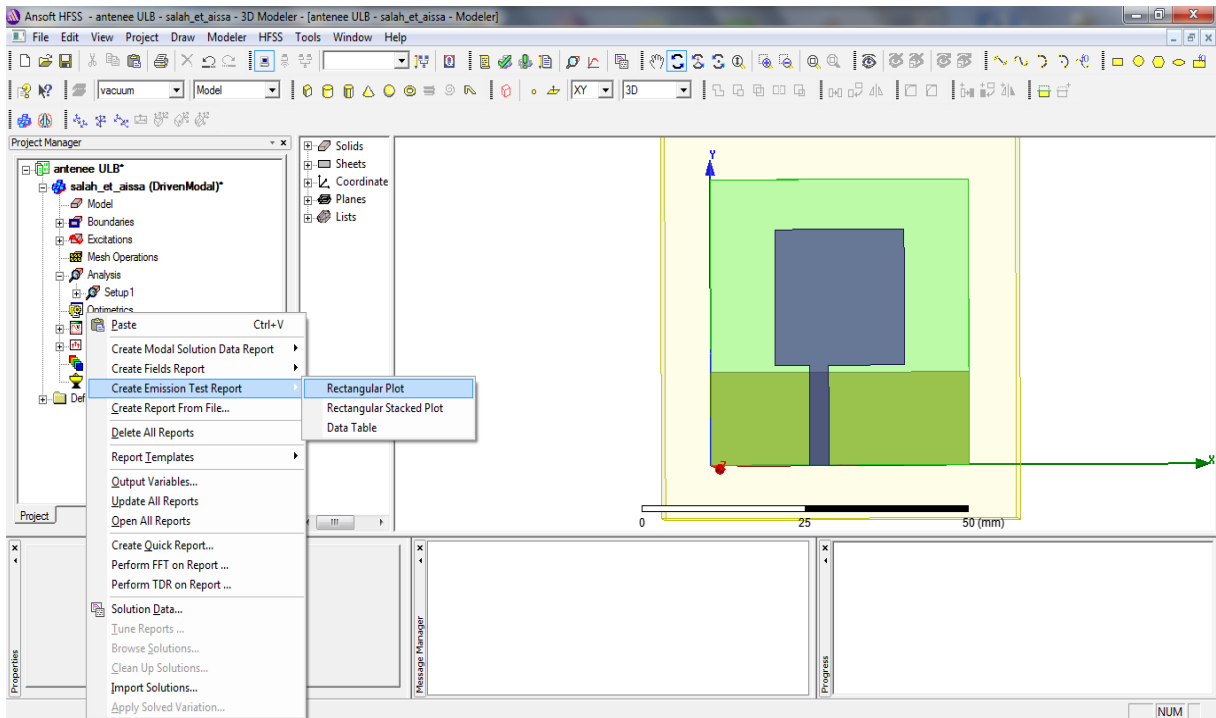 Ansoft HFSS - antenee ULB - salah_et_aissa - 3D Modeler - [antenee ULB - salah_et_aissa - Modeler]
File Edit View Project Draw Modeler HFSS Tools Window Help
vacuum Model XY 3D
Project Manager
antenee ULB*
salah_et_aissa (DrivenModal)*
Model
Boundaries
Excitations
Mesh Operations
Analysis
Setup1
Optimetrics
Def
Project
Solids
Sheets
Coordinate
Planes
Lists
Paste Ctrl+V
Create Modal Solution Data Report
Create Fields Report
Create Emission Test Report
Create Report From File...
Delete All Reports
Report Templates
Output Variables...
Update All Reports
Open All Reports
Create Quick Report...
Perform FFT on Report ...
Perform TDR on Report ...
Solution Data...
Tune Reports ...
Browse Solutions...
Clean Up Solutions...
Import Solutions...
Apply Solved Variation...
Rectangular Plot
Rectangular Stacked Plot
Data Table
Y
X
0 25 50 (mm)
Properties
Message Manager
Progress
NUM